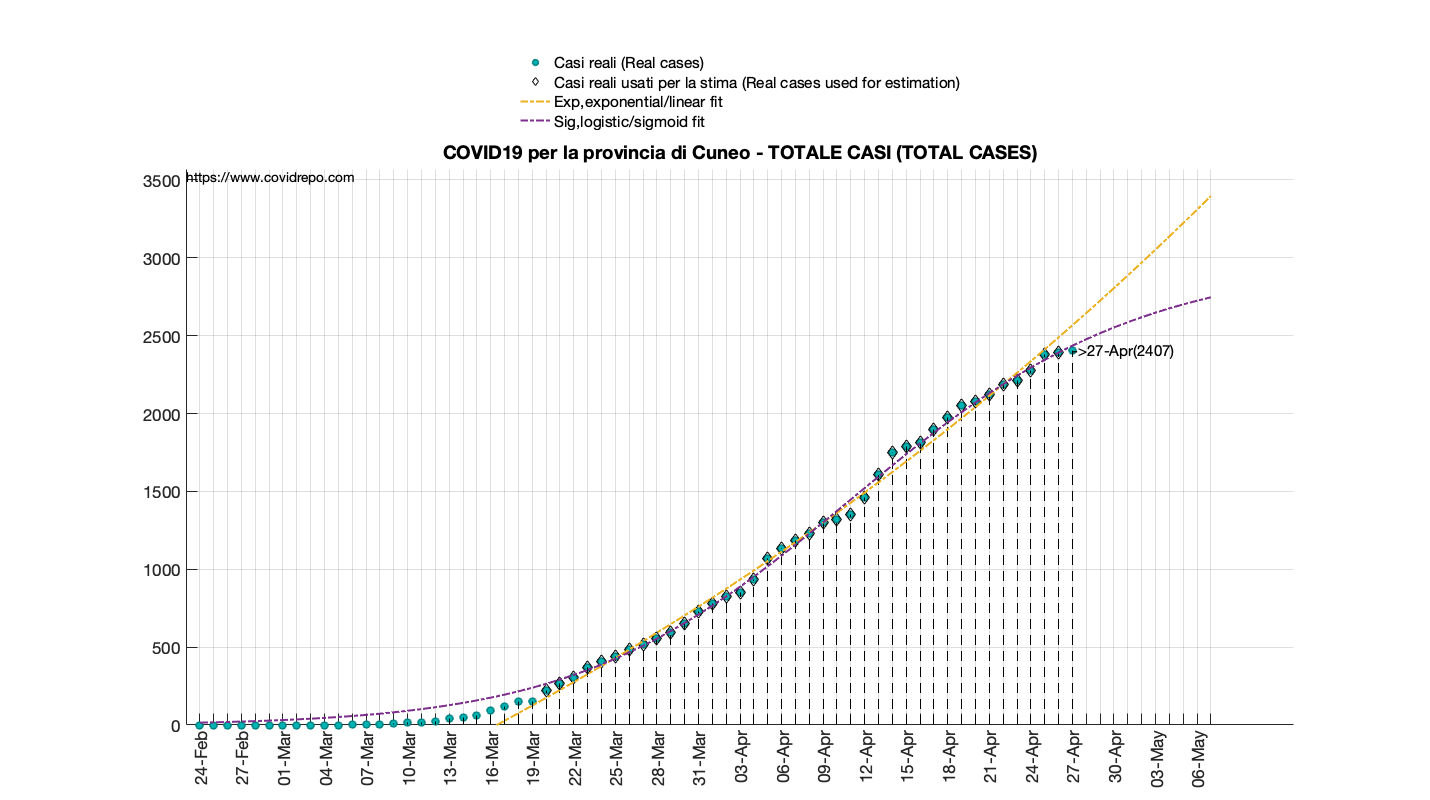 Casi reali (Real cases)
Casi reali usati per la stima (Real cases used for estimation)
Exp,exponential/linear fit
Sig,logistic/sigmoid fit
COVID19 per la provincia di Cuneo - TOTALE CASI (TOTAL CASES)
https://www.covidrepo.com
3500
3000
2500
2000
1500
1000
500
0
>27-Apr(2407)
24-Feb
27-Feb
01-Mar
04-Mar
07-Mar
10-Mar
13-Mar
16-Mar
19-Mar
22-Mar
25-Mar
28-Mar
31-Mar
03-Apr
06-Apr
09-Apr
12-Apr
15-Apr
18-Apr
21-Apr
24-Apr
27-Apr
30-Apr
03-May
06-May